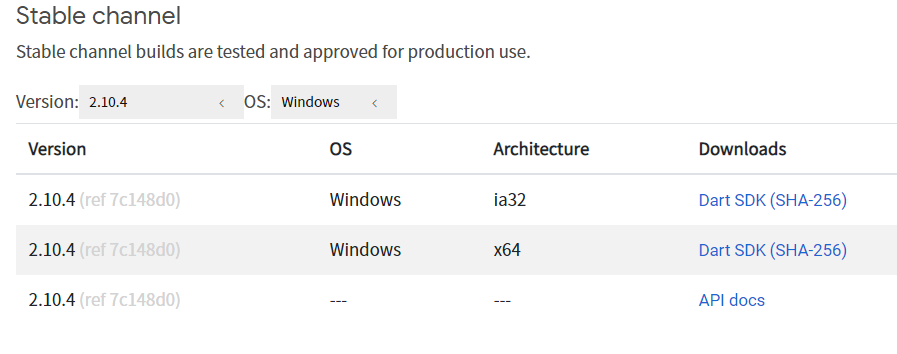 Stable channel
Stable channel builds are tested and approved for production use.
Version: 2.10.4 OS: Windows
Version OS Architecture Downloads
2.10.4 (ref 7c148d0) Windows ia32 Dart SDK (SHA-256)
2.10.4 (ref 7c148d0) Windows x64 Dart SDK (SHA-256)
2.10.4 (ref 7c148d0) --- --- API docs